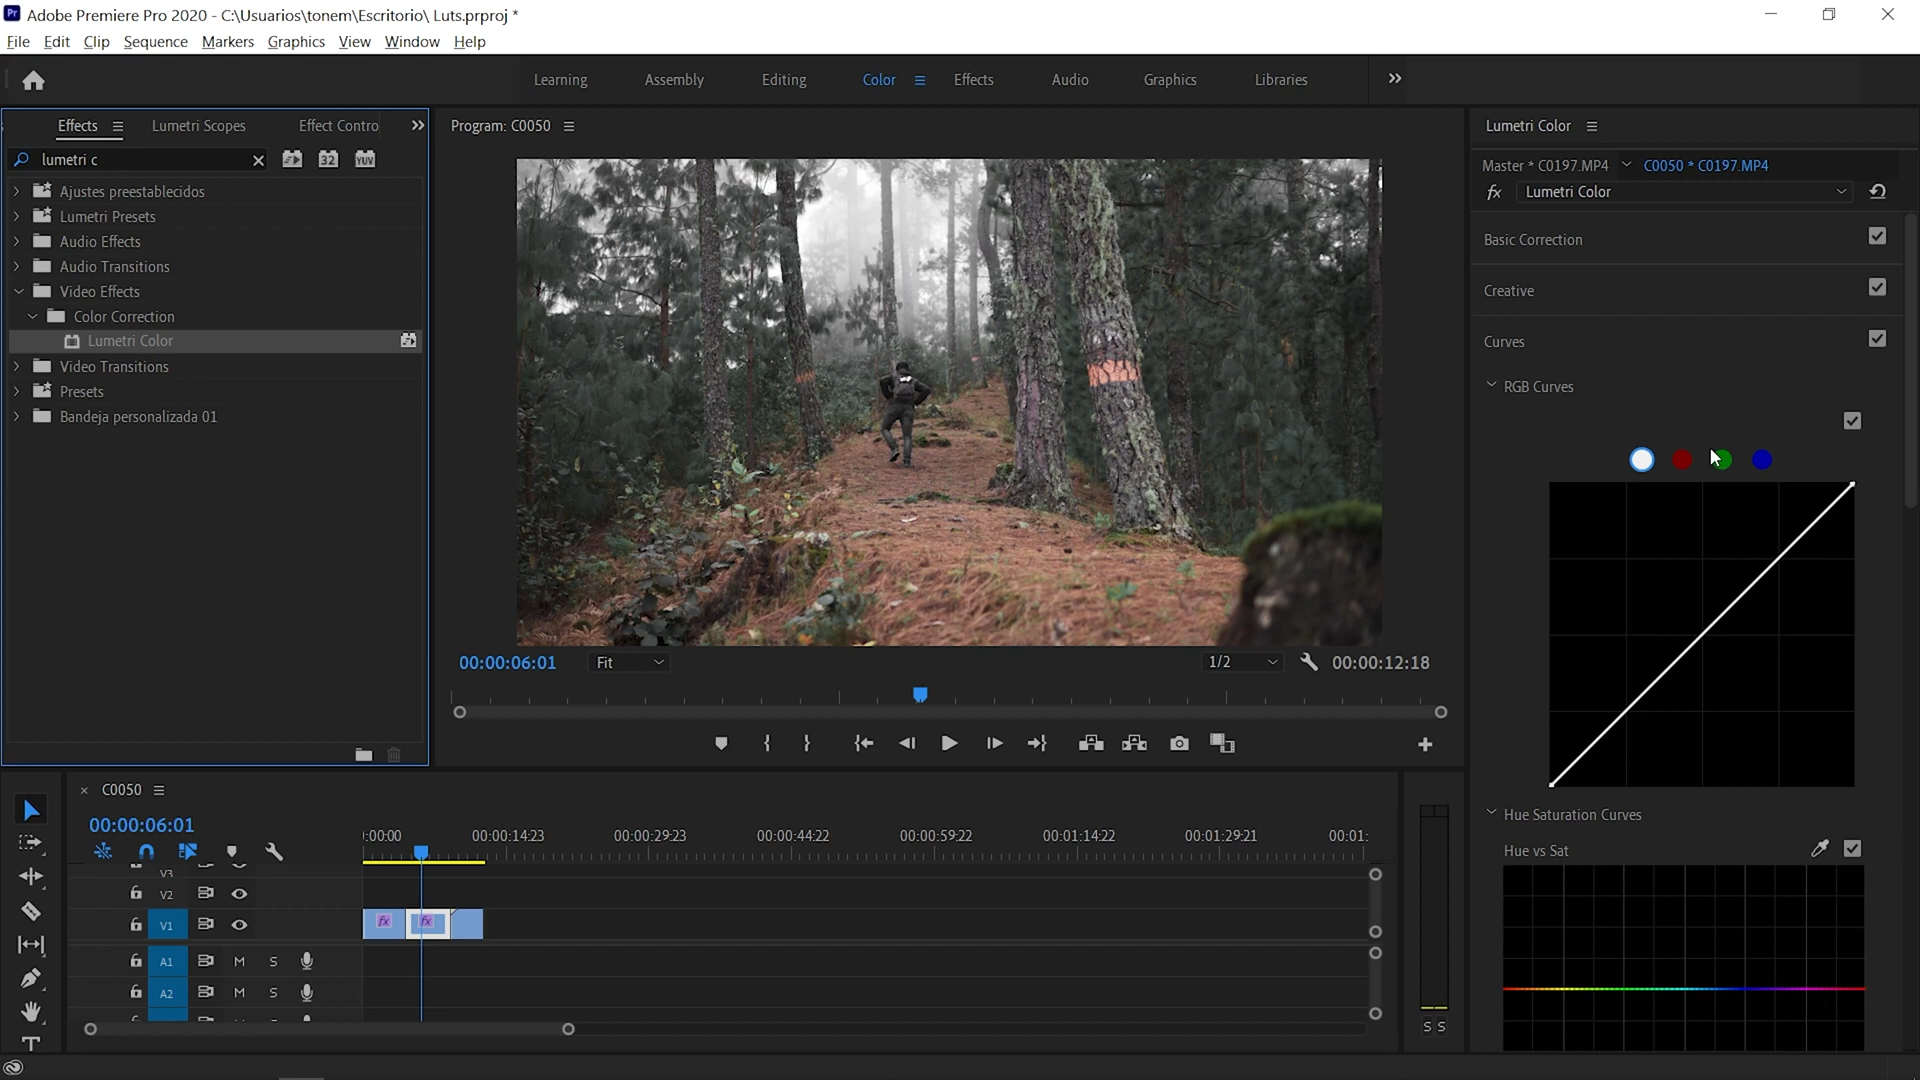 Adobe Premiere Pro 2020 - C:\Usuarios\tonem\Escritorio\ Luts.prproj *
File Edit Clip Sequence Markers Graphics View Window Help
Learning Assembly Editing Color Effects Audio Graphics Libraries
Effects Lumetri Scopes Effect Contro
lumetri c
32 YUV
Ajustes preestablecidos
Lumetri Presets
Audio Effects
Audio Transitions
Video Effects
Color Correction
Lumetri Color
Video Transitions
Presets
Bandeja personalizada 01
Program: C0050
00:00:06:01 Fit 1/2 00:00:12:18
Lumetri Color
Master * C0197.MP4 C0050 * C0197.MP4
fx Lumetri Color
Basic Correction
Creative
Curves
RGB Curves
Hue Saturation Curves
Hue vs Sat
C0050
00:00:06:01
:00:00 00:00:14:23 00:00:29:23 00:00:44:22 00:00:59:22 00:01:14:22 00:01:29:21 00:01:
V3
V2
V1 fx fx
A1 M S
A2 M S
S S